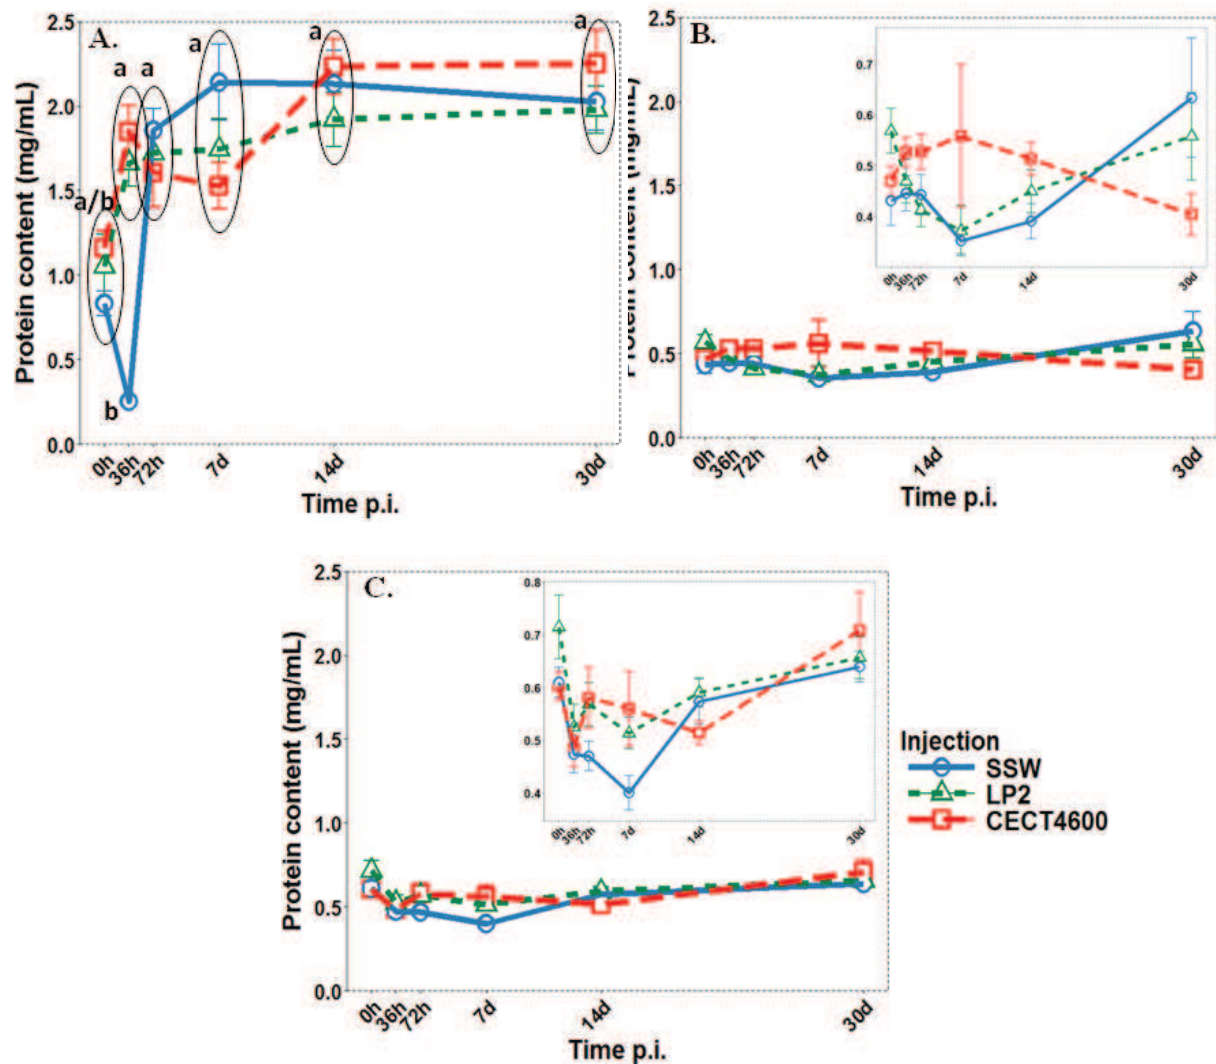 A.
Protein content (mg/mL)
2.5
2.0
1.5
1.0
0.5
0.0
a/b
a
a
a
a
a
b
0h
36h
72h
7d
14d
30d
Time p.i.
B.
rotein content (mg/mL)
2.5
2.0
1.5
1.0
0.5
0.0
0.7
0.6
0.5
0.4
0h
36h
72h
7d
14d
30d
0h
36h
72h
7d
14d
30d
Time p.i.
C.
Protein content (mg/mL)
2.5
2.0
1.5
1.0
0.5
0.0
0.8
0.7
0.6
0.5
0.4
0h
36h
72h
7d
14d
30d
0h
36h
72h
7d
14d
30d
Time p.i.
Injection
SSW
LP2
CECT4600